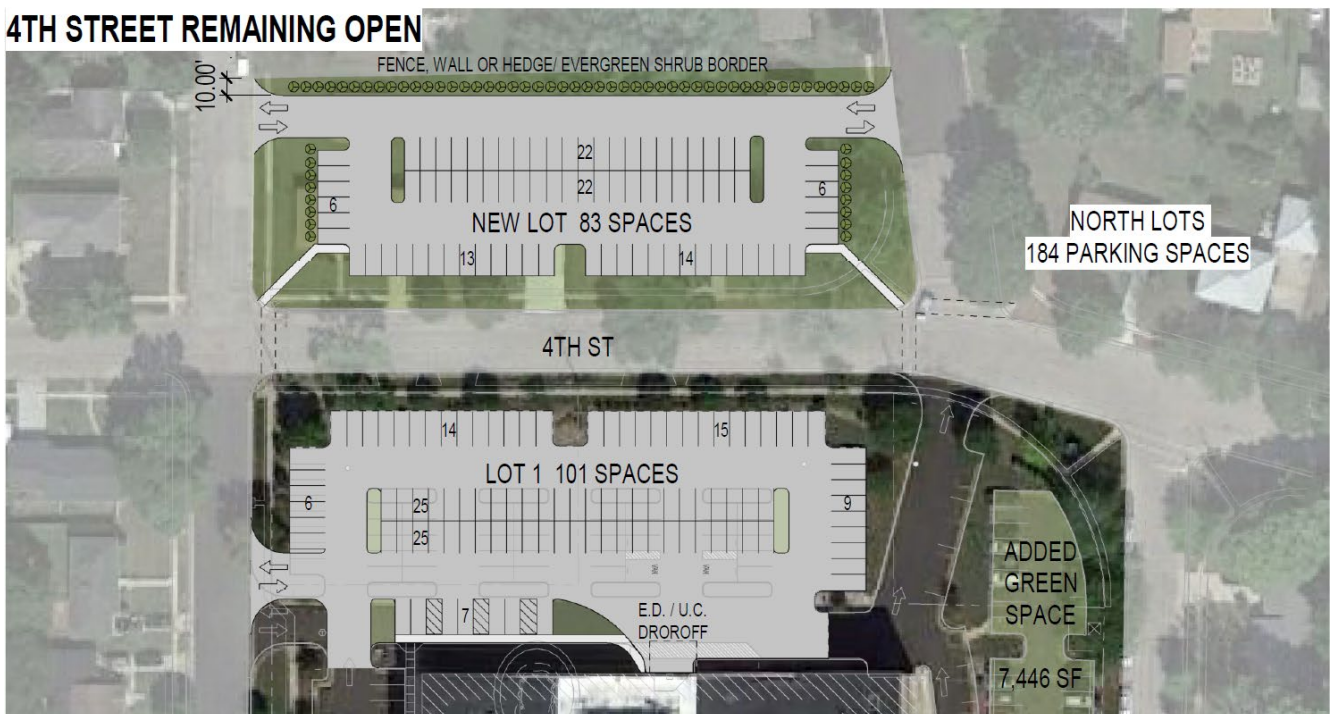 4TH STREET REMAINING OPEN
FENCE, WALL OR HEDGE/ EVERGREEN SHRUB BORDER
10.00'
22
22
6
6
NEW LOT 83 SPACES
13
14
NORTH LOTS
184 PARKING SPACES
4TH ST
14
15
LOT 1 101 SPACES
6
25
25
9
7
E.D. / U.C.
DROROFF
ADDED
GREEN
SPACE
7,446 SF